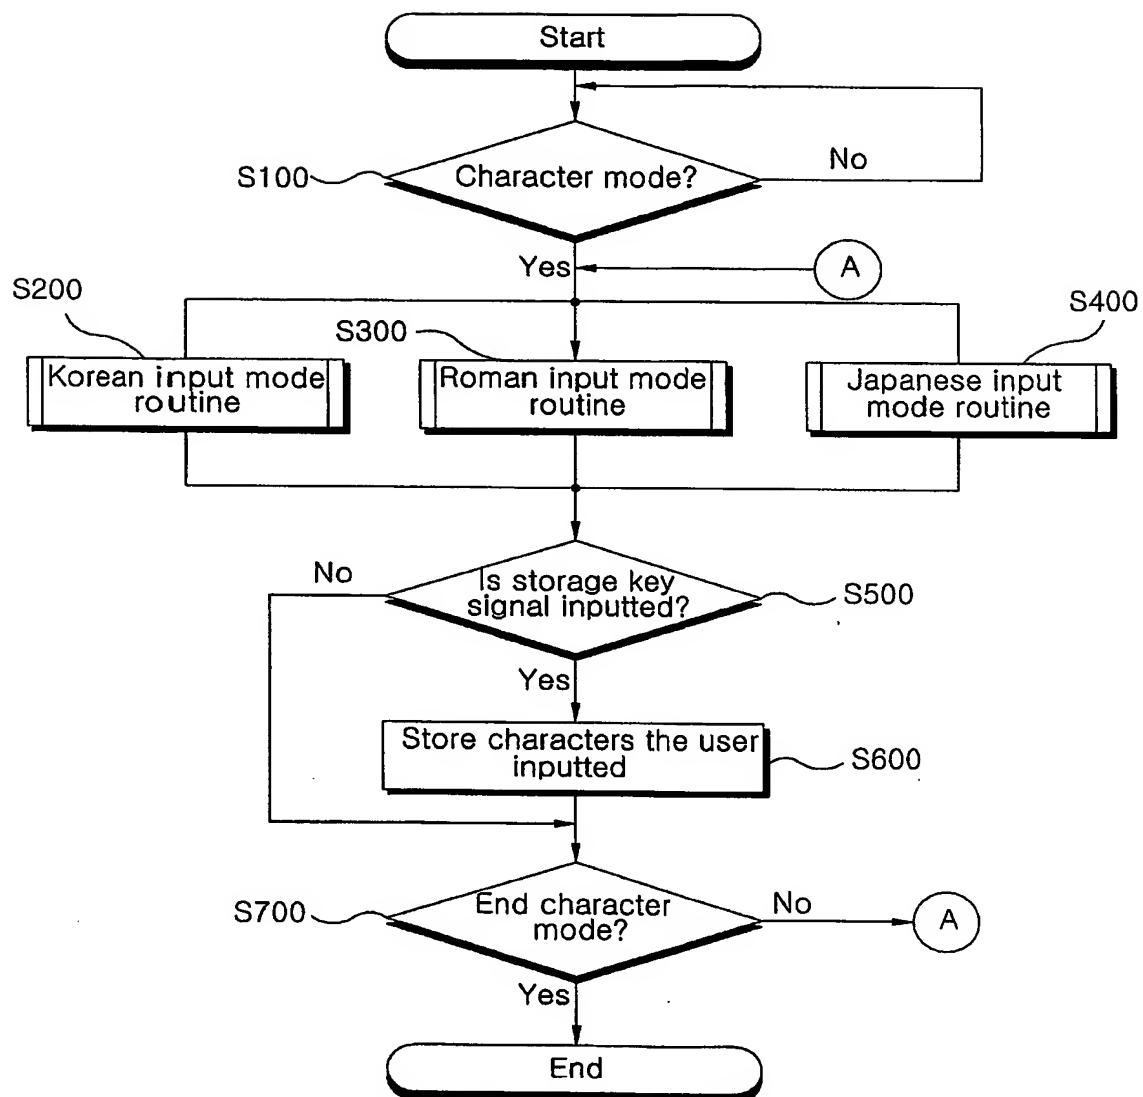 Start
S100
Character mode?
No
Yes
A
S200
S300
S400
Korean input mode
routine
Roman input mode
routine
Japanese input
mode routine
No
Is storage key
signal inputted?
S500
Yes
Store characters the user
inputted
S600
S700
End character
mode?
No
A
Yes
End